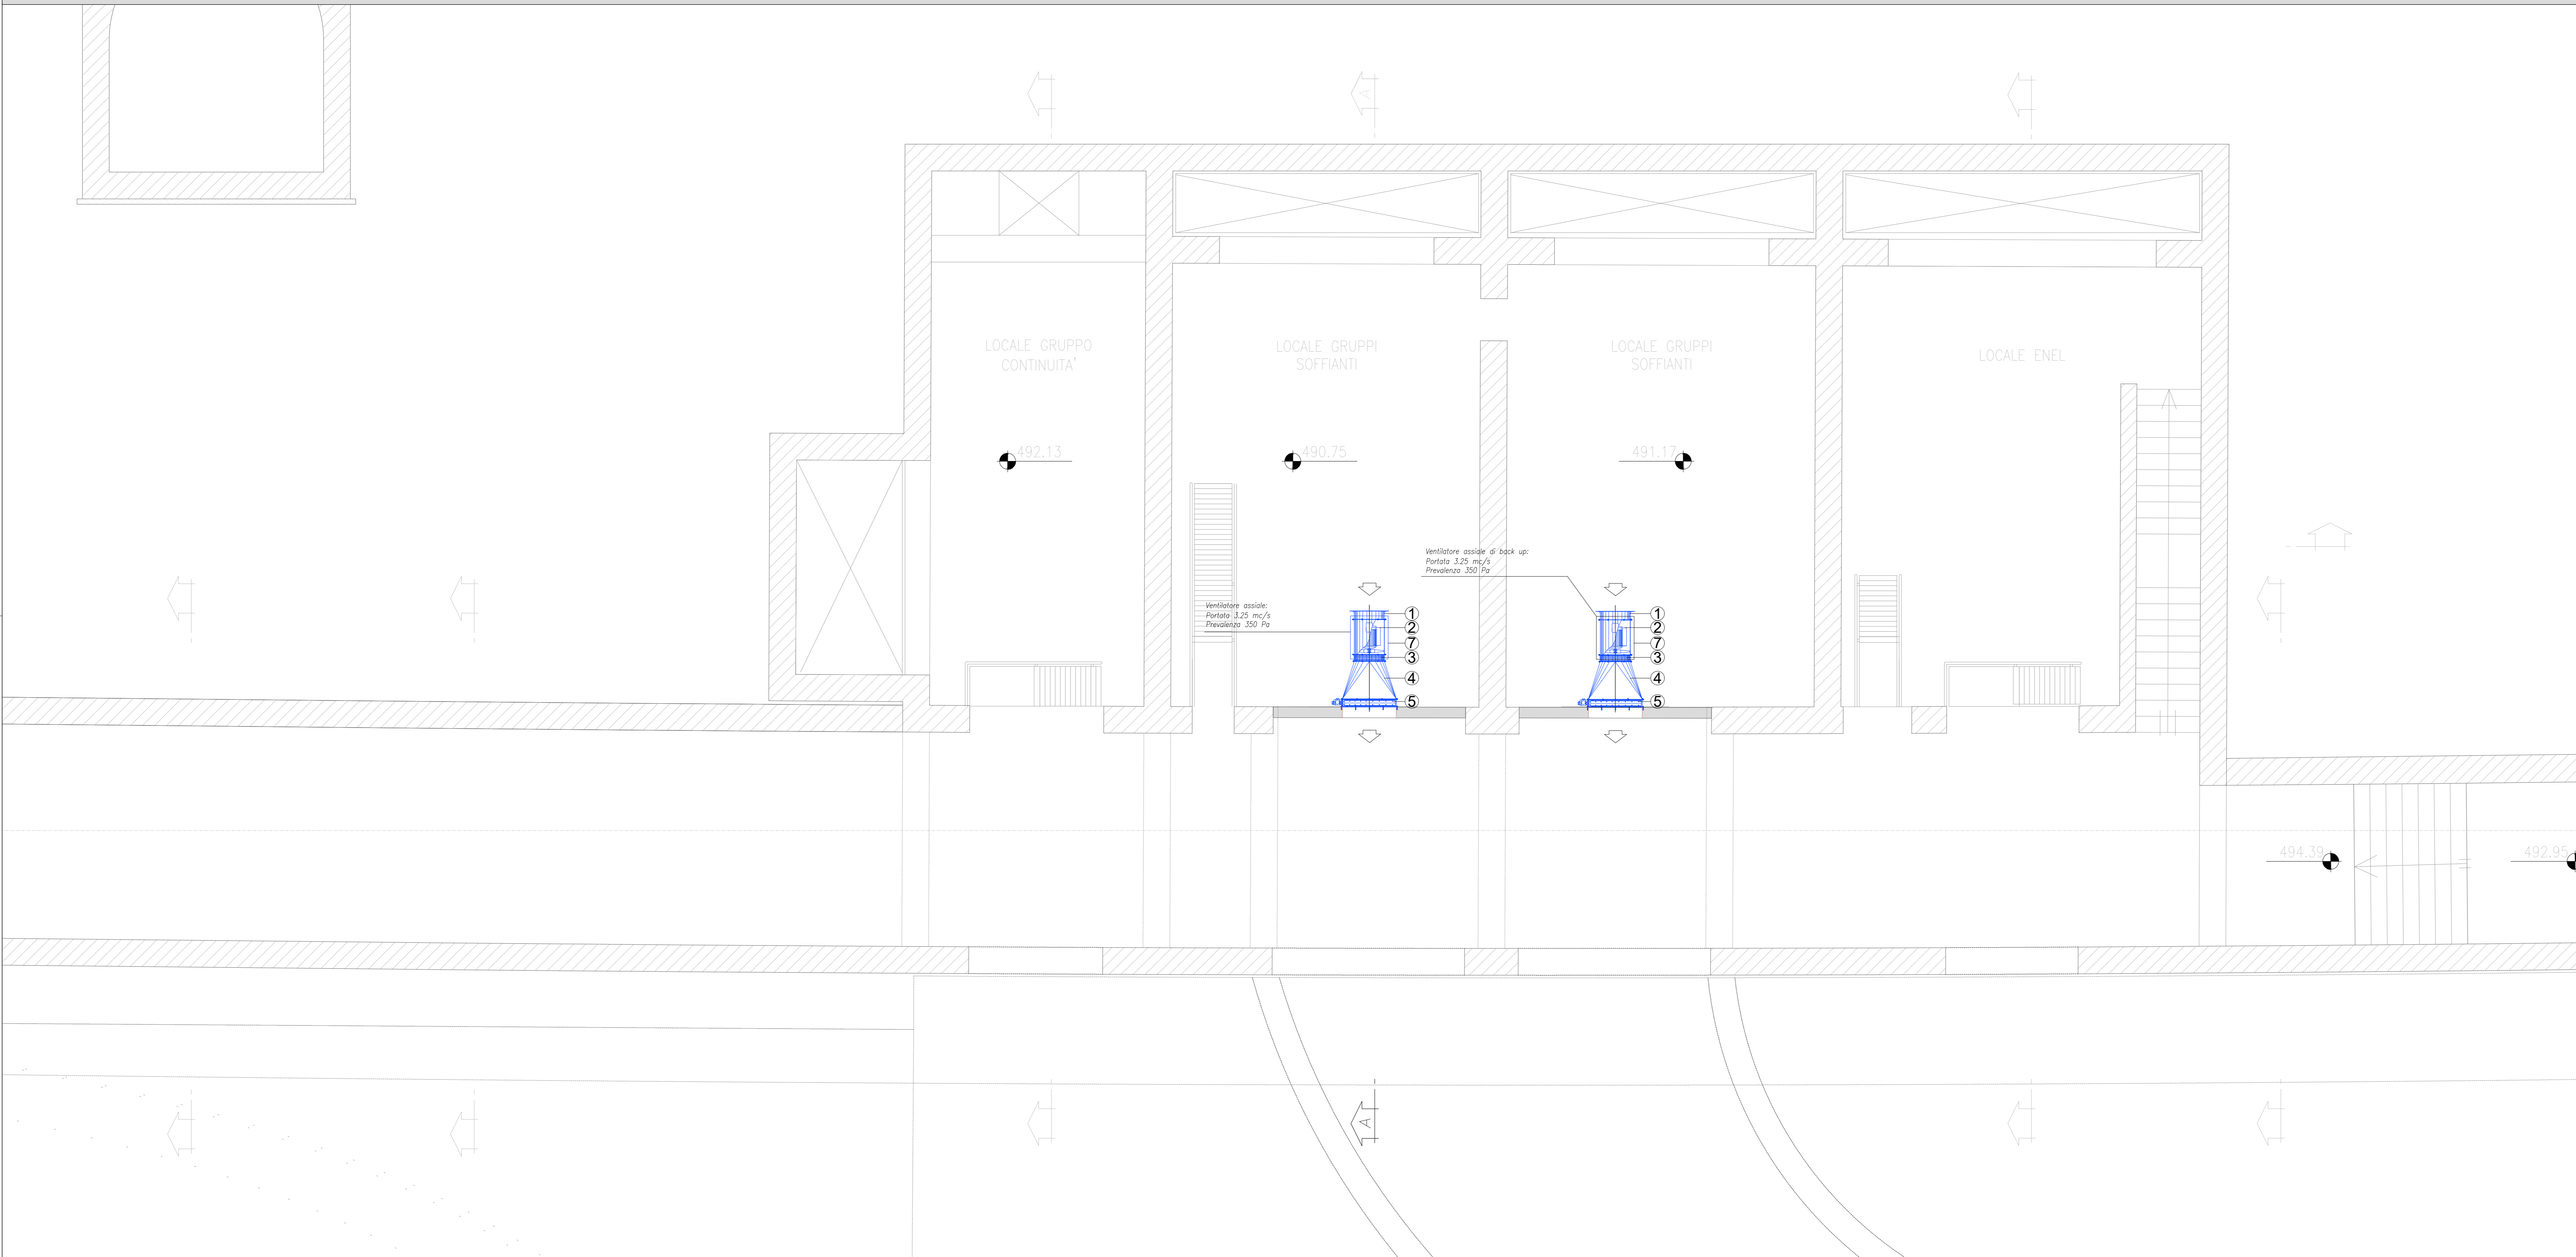 A
LOCALE GRUPPO
CONTINUITA'
LOCALE GRUPPI
SOFFIANTI
LOCALE GRUPPI
SOFFIANTI
LOCALE ENEL
492.13
490.75
491.17
Ventilatore assiale di back up:
Portata 3.25 mc/s
Prevalenza 350 Pa
Ventilatore assiale:
Portata 3.25 mc/s
Prevalenza 350 Pa
1
2
7
3
4
5
1
2
7
3
4
5
494.39
492.95
A